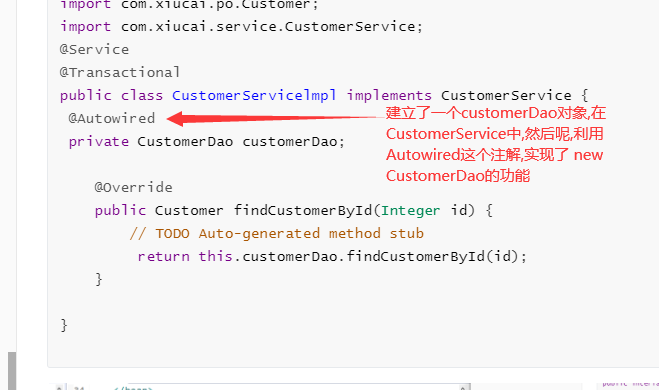 import com.xiucai.po.Customer;
import com.xiucai.service.CustomerService;
@Service
@Transactional
public class CustomerServicelmpl implements CustomerService {
@Autowired
private CustomerDao customerDao;
建立了一个customerDao对象,在
CustomerService中,然后呢,利用
Autowired这个注解,实现了 new
CustomerDao的功能
@Override
public Customer findCustomerById(Integer id) {
// TODO Auto-generated method stub
return this.customerDao.findCustomerById(id);
}
}